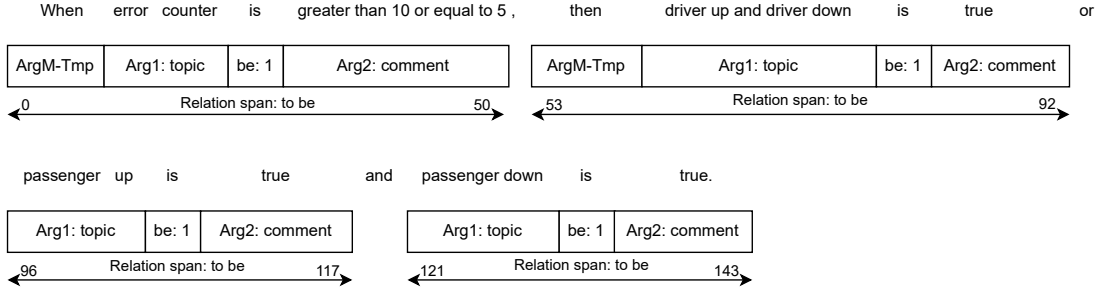 When error counter is greater than 10 or equal to 5 , then driver up and driver down is true or
ArgM-Tmp Arg1: topic be: 1 Arg2: comment ArgM-Tmp Arg1: topic be: 1 Arg2: comment
0 Relation span: to be 50 53 Relation span: to be 92
passenger up is true and passenger down is true.
Arg1: topic be: 1 Arg2: comment Arg1: topic be: 1 Arg2: comment
96 Relation span: to be 117 121 Relation span: to be 143